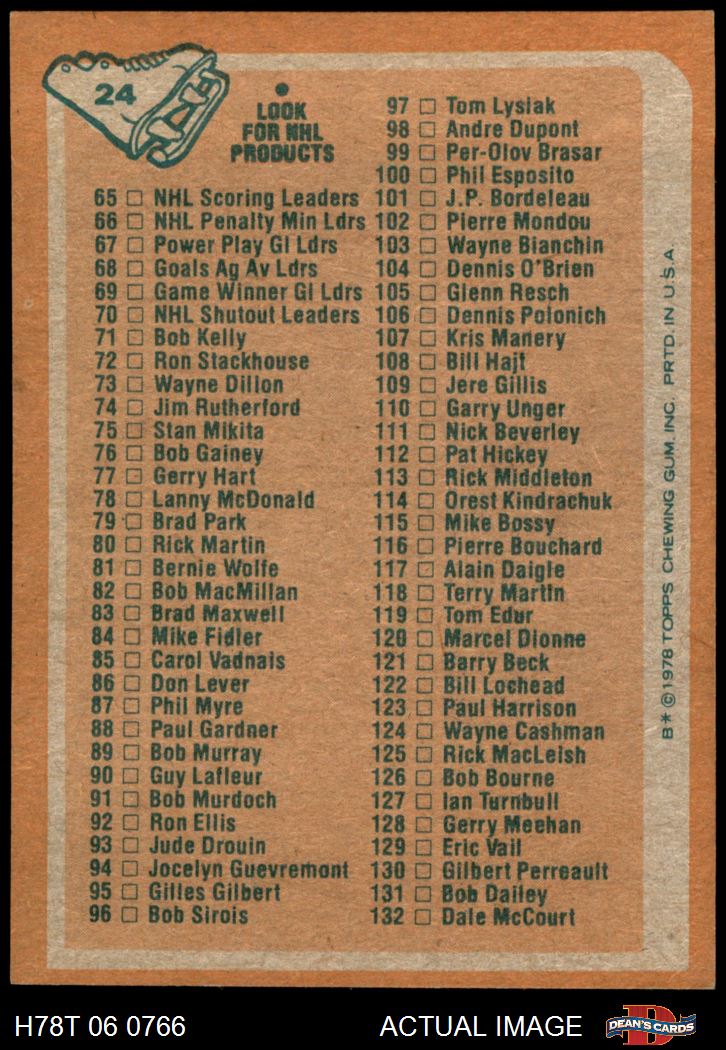 24
LOOK
FOR NHL
PRODUCTS
65 NHL Scoring Leaders
66 NHL Penalty Min Ldrs
67 Power Play Gl Ldrs
68 Goals Ag Av Ldrs
69 Game Winner Gl Ldrs
70 NHL Shutout Leaders
71 Bob Kelly
72 Ron Stackhouse
73 Wayne Dillon
74 Jim Rutherford
75 Stan Mikita
76 Bob Gainey
77 Gerry Hart
78 Lanny McDonald
79 Brad Park
80 Rick Martin
81 Bernie Wolfe
82 Bob MacMillan
83 Brad Maxwell
84 Mike Fidler
85 Carol Vadnais
86 Don Lever
87 Phil Myre
88 Paul Gardner
89 Bob Murray
90 Guy Lafleur
91 Bob Murdoch
92 Ron Ellis
93 Jude Drouin
94 Jocelyn Guevremont
95 Gilles Gilbert
96 Bob Sirois
97 Tom Lysiak
98 Andre Dupont
99 Per-Olov Brasar
100 Phil Esposito
101 J.P. Bordeleau
102 Pierre Mondou
103 Wayne Bianchin
104 Dennis O'Brien
105 Glenn Resch
106 Dennis Polonich
107 Kris Manery
108 Bill Hajt
109 Jere Gillis
110 Garry Unger
111 Nick Beverley
112 Pat Hickey
113 Rick Middleton
114 Orest Kindrachuk
115 Mike Bossy
116 Pierre Bouchard
117 Alain Daigle
118 Terry Martin
119 Tom Edur
120 Marcel Dionne
121 Barry Beck
122 Bill Lochead
123 Paul Harrison
124 Wayne Cashman
125 Rick MacLeish
126 Bob Bourne
127 Ian Turnbull
128 Gerry Meehan
129 Eric Vail
130 Gilbert Perreault
131 Bob Dailey
132 Dale McCourt
B* © 1978 TOPPS CHEWING GUM, INC. PRTD. IN U.S.A.
H78T 06 0766
ACTUAL IMAGE
D
DEAN'S CARDS